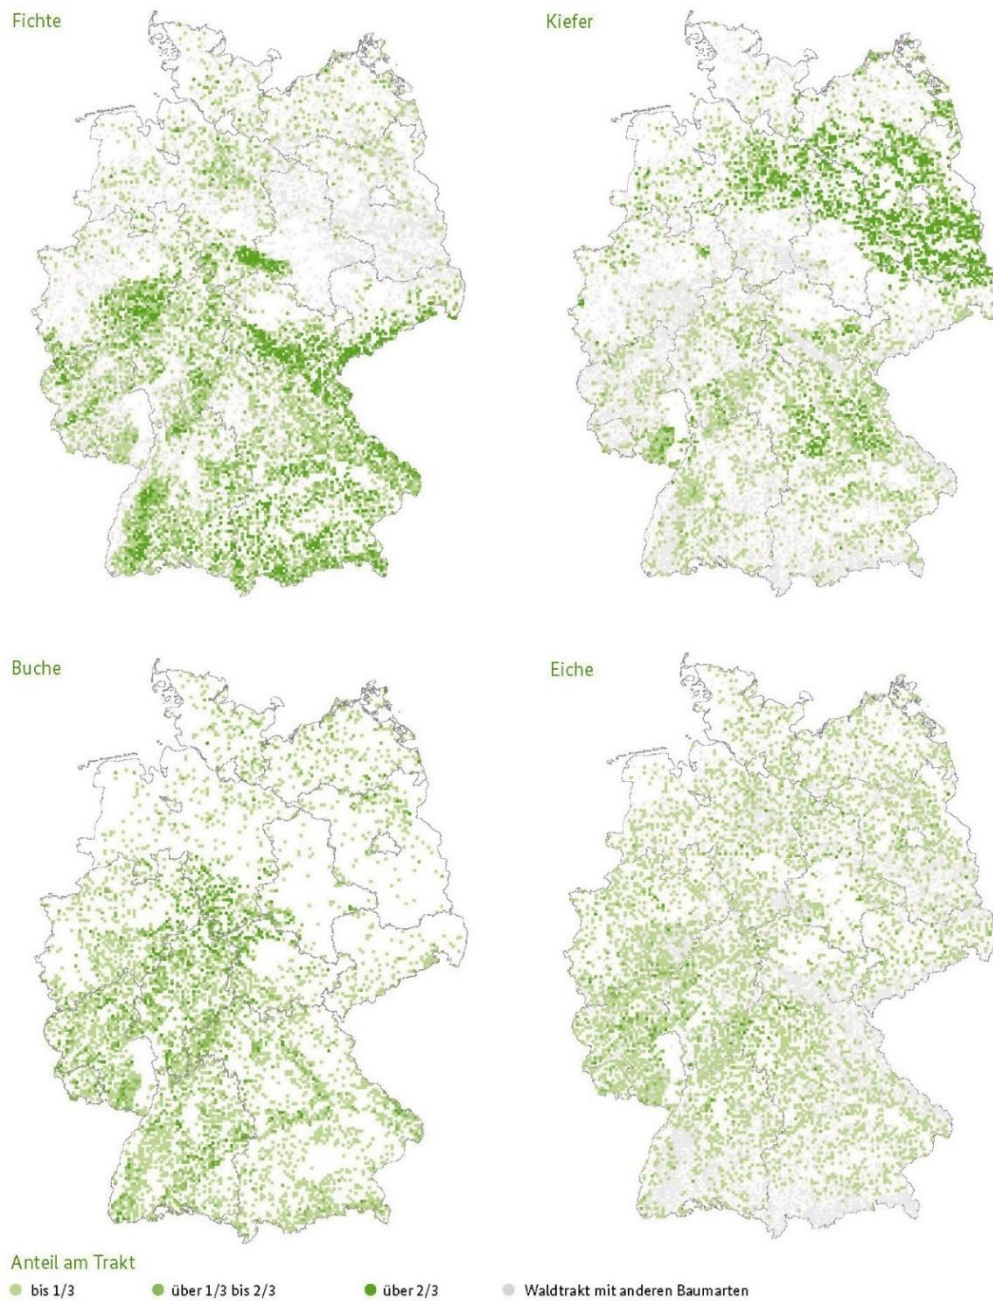 Fichte
Kiefer
Buche
Eiche
Anteil am Trakt
bis 1/3
über 1/3 bis 2/3
über 2/3
Waldtrakt mit anderen Baumarten